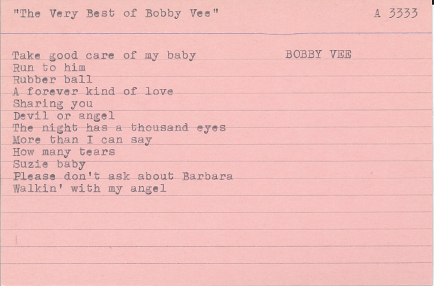 "The Very Best of Bobby Vee" A 3333
Take good care of my baby BOBBY VEE
Run to him
Rubber ball
A forever kind of love
Sharing you
Devil or angel
The night has a thousand eyes
More than I can say
How many tears
Suzie baby
Please don't ask about Barbara
Walkin' with my angel